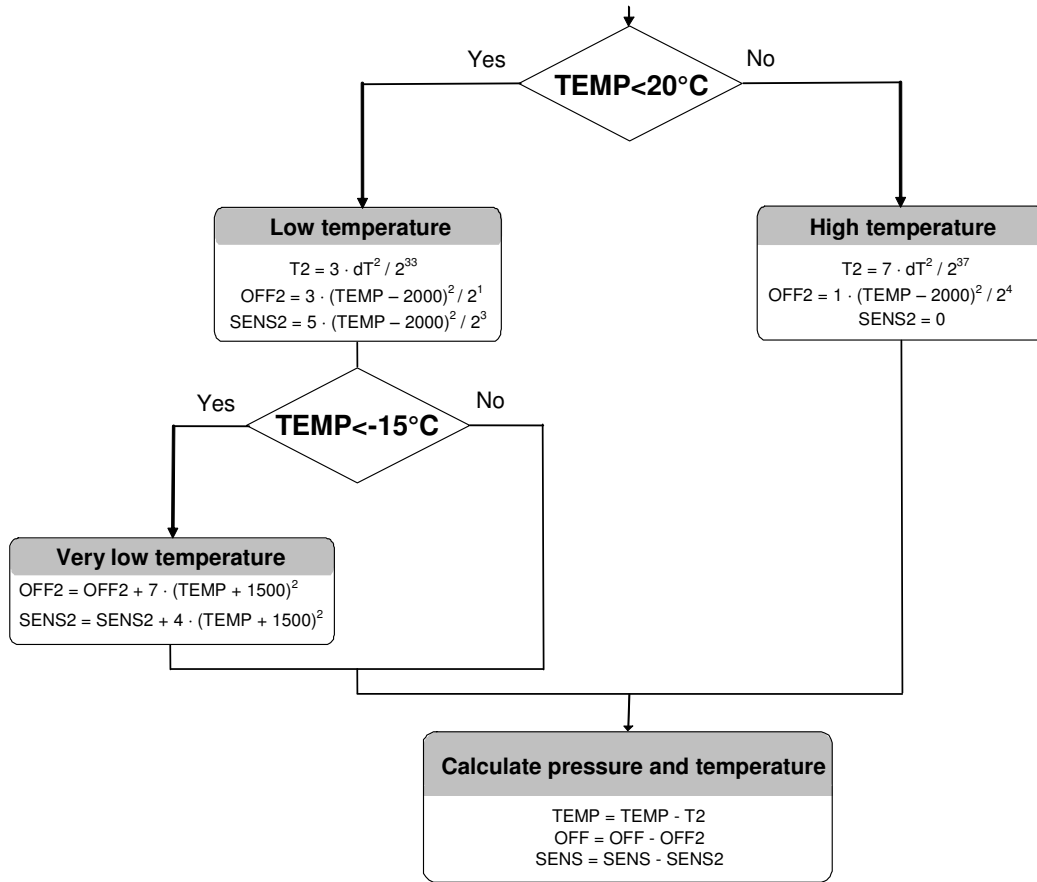 TEMP<20°C
Yes
No
Low temperature
T2 = 3 · dT² / 2³³
OFF2 = 3 · (TEMP – 2000)² / 2¹
SENS2 = 5 · (TEMP – 2000)² / 2³
High temperature
T2 = 7 · dT² / 2³⁷
OFF2 = 1 · (TEMP – 2000)² / 2⁴
SENS2 = 0
TEMP<-15°C
Yes
No
Very low temperature
OFF2 = OFF2 + 7 · (TEMP + 1500)²
SENS2 = SENS2 + 4 · (TEMP + 1500)²
Calculate pressure and temperature
TEMP = TEMP - T2
OFF = OFF - OFF2
SENS = SENS - SENS2